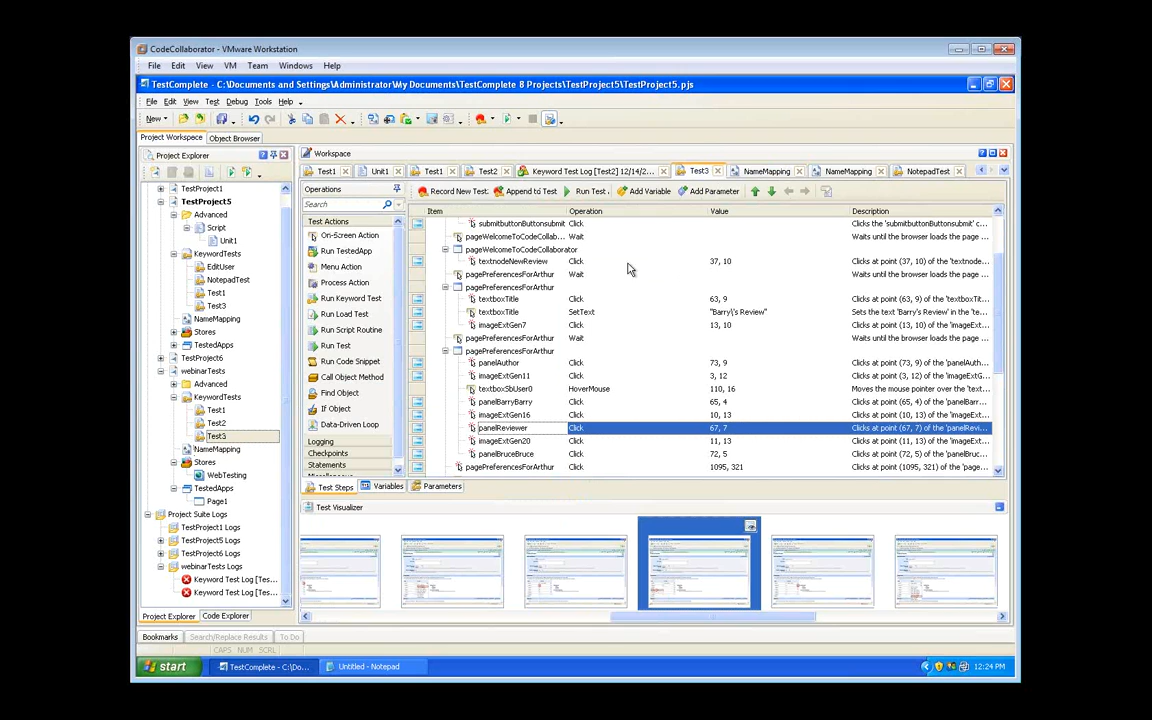 CodeCollaborator - VMware Workstation
File Edit View VM Team Windows Help
TestComplete - C:\Documents and Settings\Administrator\My Documents\TestComplete 8 Projects\TestProject5\TestProject5.pjs
File Edit View Test Debug Tools Help
New
Project Workspace Object Browser
Project Explorer
TestProject1
TestProject5
Advanced
Script
Unit1
KeywordTests
EditUser
NotepadTest
Test1
Test3
NameMapping
Stores
TestedApps
TestProject6
webinarTests
Advanced
KeywordTests
Test1
Test2
Test3
NameMapping
Stores
WebTesting
TestedApps
Page1
Project Suite Logs
TestProject1 Logs
TestProject5 Logs
TestProject6 Logs
webinarTests Logs
Keyword Test Log [Tes...
Keyword Test Log [Tes...
Project Explorer Code Explorer
Workspace
Test1 Unit1 Test1 Test2 Keyword Test Log [Test2] 12/14/2... Test3 NameMapping NameMapping NotepadTest
Operations
Search
Test Actions
On-Screen Action
Run TestedApp
Menu Action
Process Action
Run Keyword Test
Run Load Test
Run Script Routine
Run Test
Run Code Snippet
Call Object Method
Find Object
If Object
Data-Driven Loop
Logging
Checkpoints
Statements
Record New Test Append to Test Run Test Add Variable Add Parameter
Item Operation Value Description
submitbuttonButtonsubmit Click Clicks the 'submitbuttonButtonsubmit' c...
pageWelcomeToCodeCollab... Wait Waits until the browser loads the page ...
pageWelcomeToCodeCollaborator
textnodeNewReview Click 37, 10 Clicks at point (37, 10) of the 'textnode...
pagePreferencesForArthur Wait Waits until the browser loads the page ...
pagePreferencesForArthur
textboxTitle Click 63, 9 Clicks at point (63, 9) of the 'textboxTit...
textboxTitle SetText "Barry\'s Review" Sets the text 'Barry's Review' in the 'te...
imageExtGen7 Click 13, 10 Clicks at point (13, 10) of the 'imageExt...
pagePreferencesForArthur Wait Waits until the browser loads the page ...
pagePreferencesForArthur
panelAuthor Click 73, 9 Clicks at point (73, 9) of the 'panelAuth...
imageExtGen11 Click 3, 12 Clicks at point (3, 12) of the 'imageExtG...
textboxSbUser0 HoverMouse 110, 16 Moves the mouse pointer over the 'text...
panelBarryBarry Click 65, 4 Clicks at point (65, 4) of the 'panelBarr...
imageExtGen16 Click 10, 13 Clicks at point (10, 13) of the 'imageExt...
panelReviewer Click 67, 7 Clicks at point (67, 7) of the 'panelRevi...
imageExtGen20 Click 11, 13 Clicks at point (11, 13) of the 'imageExt...
panelBruceBruce Click 72, 5 Clicks at point (72, 5) of the 'panelBruc...
pagePreferencesForArthur Click 1095, 321 Clicks at point (1095, 321) of the 'page...
Test Steps Variables Parameters
Test Visualizer
Bookmarks Search/Replace Results To Do
CAPS NUM SCRL
start TestComplete - C:\Do... Untitled - Notepad 12:24 PM